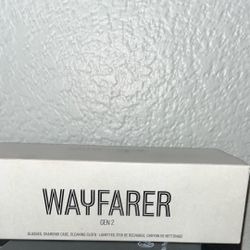 WAYFARER
GEN 2
GLASSES, CHARGING CASE, CLEANING CLOTH · LUNETTES, ÉTUI DE RECHARGE, CHIFFON DE NETTOYAGE